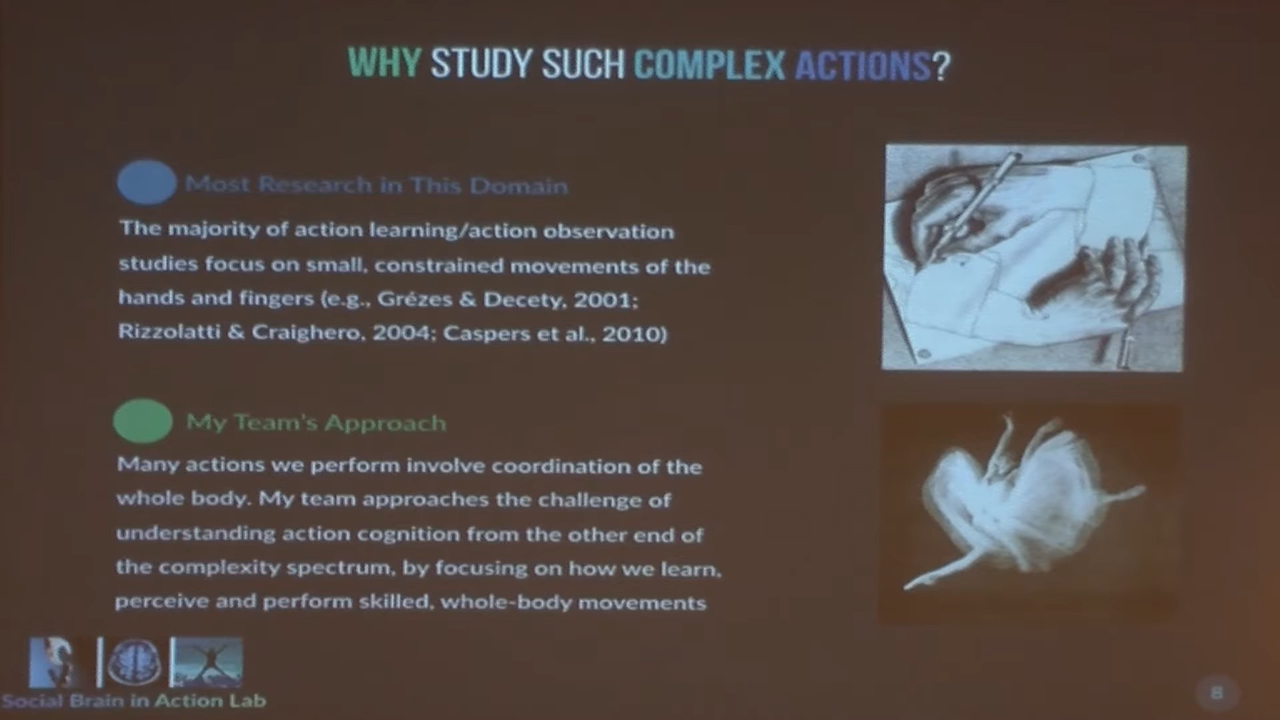 WHY STUDY SUCH COMPLEX ACTIONS?
Most Research in This Domain
The majority of action learning/action observation
studies focus on small, constrained movements of the
hands and fingers (e.g., Grézes & Decety, 2001;
Rizzolatti & Craighero, 2004; Caspers et al., 2010)
My Team's Approach
Many actions we perform involve coordination of the
whole body. My team approaches the challenge of
understanding action cognition from the other end of
the complexity spectrum, by focusing on how we learn,
perceive and perform skilled, whole-body movements
Social Brain in Action Lab
8